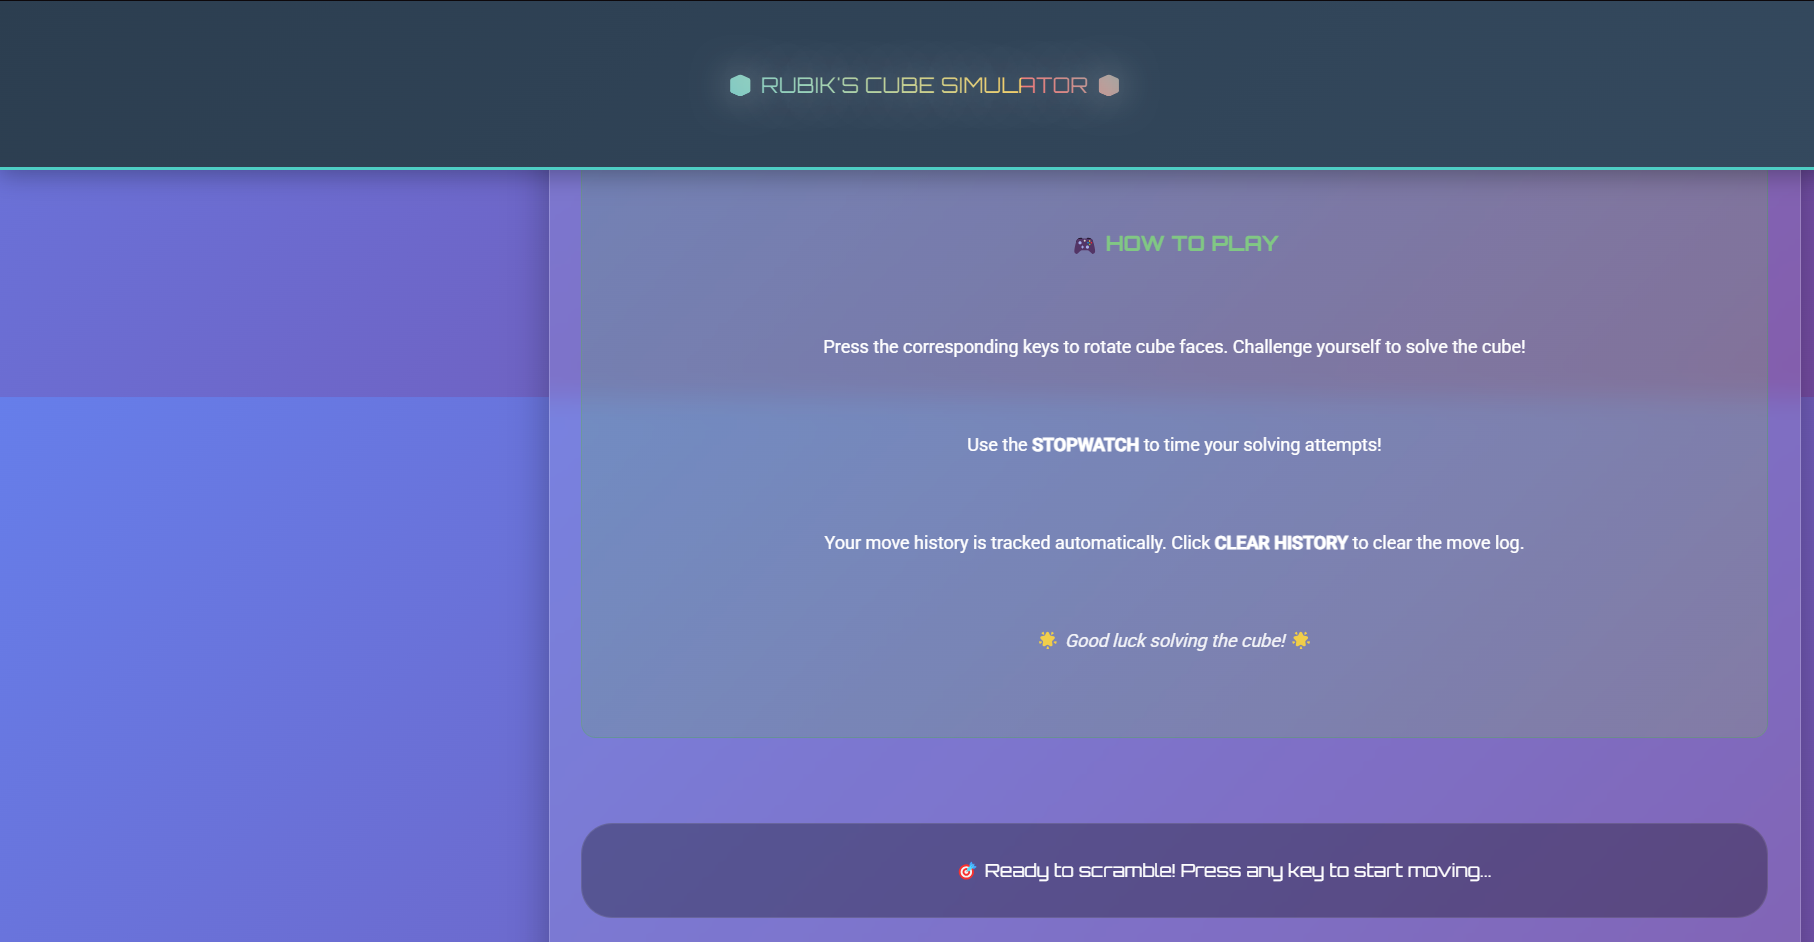 RUBIK'S CUBE SIMULATOR
HOW TO PLAY
Press the corresponding keys to rotate cube faces. Challenge yourself to solve the cube!
Use the STOPWATCH to time your solving attempts!
Your move history is tracked automatically. Click CLEAR HISTORY to clear the move log.
Good luck solving the cube!
Ready to scramble! Press any key to start moving...